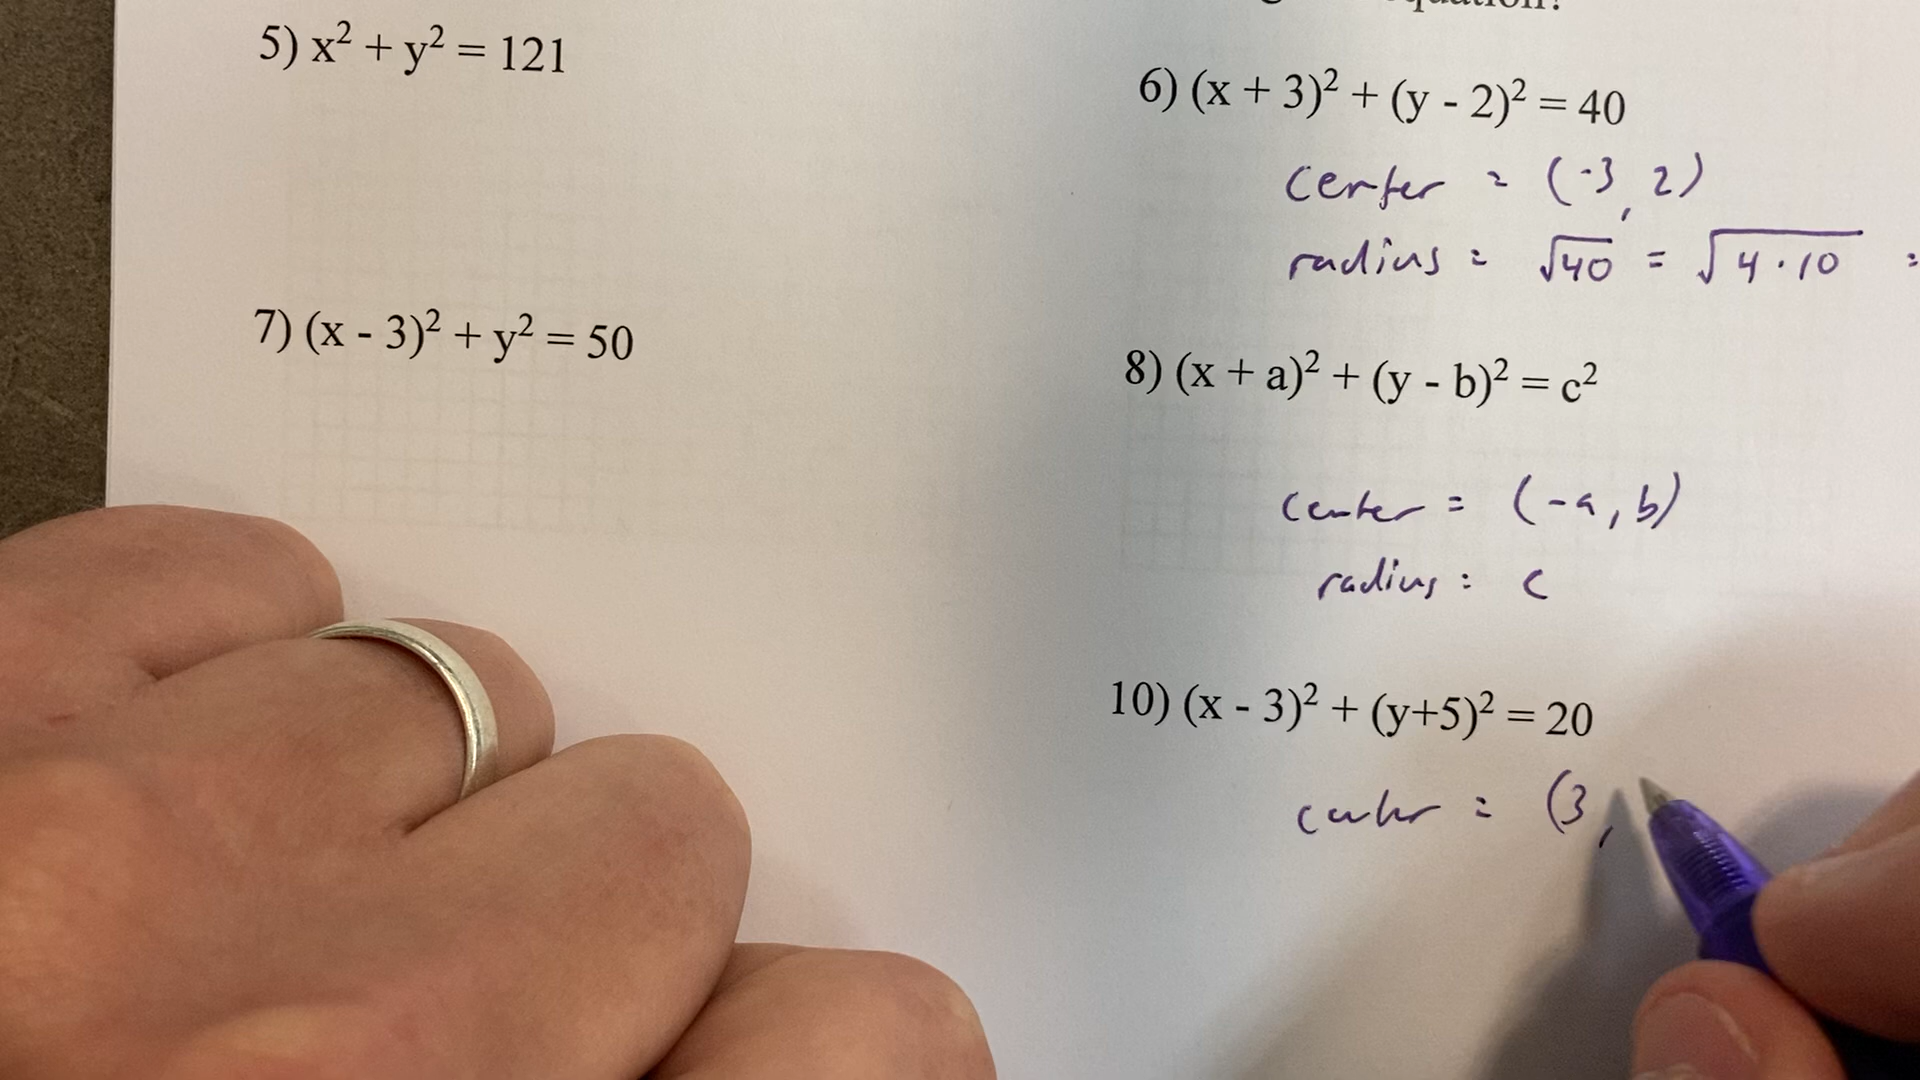 5) x² + y² = 121
7) (x - 3)² + y² = 50
6) (x + 3)² + (y - 2)² = 40
center = (-3, 2)
radius = √40 = √4·10 =
8) (x + a)² + (y - b)² = c²
center = (-a, b)
radius = c
10) (x - 3)² + (y+5)² = 20
center = (3,